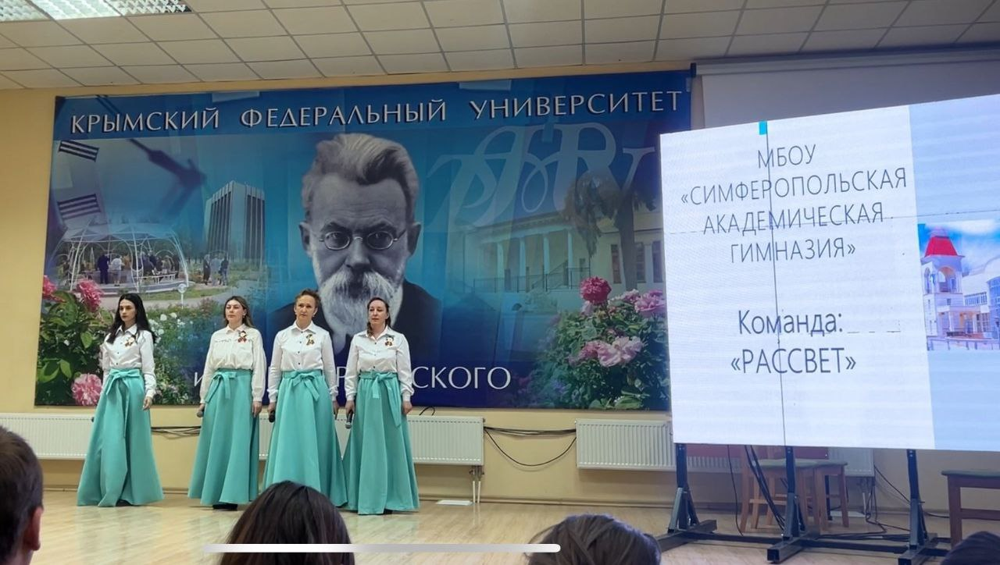 КРЫМСКИЙ ФЕДЕРАЛЬНЫЙ УНИВЕРСИТЕТ
МБОУ
«СИМФЕРОПОЛЬСКАЯ
АКАДЕМИЧЕСКАЯ
ГИМНАЗИЯ»
Команда:
«РАССВЕТ»
СКОГО